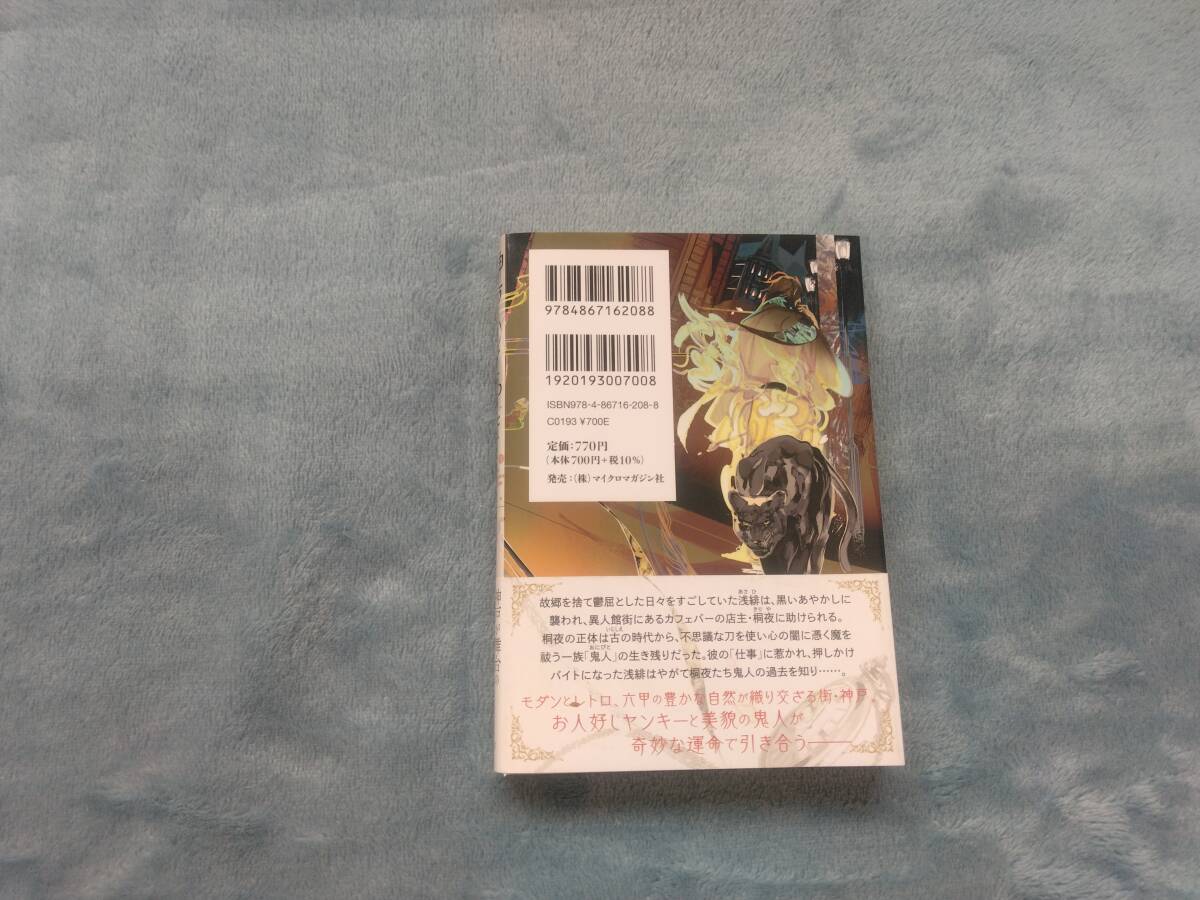 9784867162088
1920193007008
ISBN978-4-86716-208-8
C0193 ¥700E
定価：770円
（本体700円＋税10％）
発売：（株）マイクロマガジン社
故郷を捨て鬱屈とした日々をすごしていた浅緋は、黒いあやかしに
襲われ、異人館街にあるカフェバーの店主・桐夜に助けられる。
桐夜の正体は古の時代から、不思議な刀を使い心の闇に憑く魔を
祓う一族「鬼人」の生き残りだった。彼の「仕事」に惹かれ、押しかけ
バイトになった浅緋はやがて桐夜たち鬼人の過去を知り……。
モダンとレトロ、六甲の豊かな自然が織り交ざる街・神戸。
お人好しヤンキーと美貌の鬼人が
奇妙な運命で引き合う――